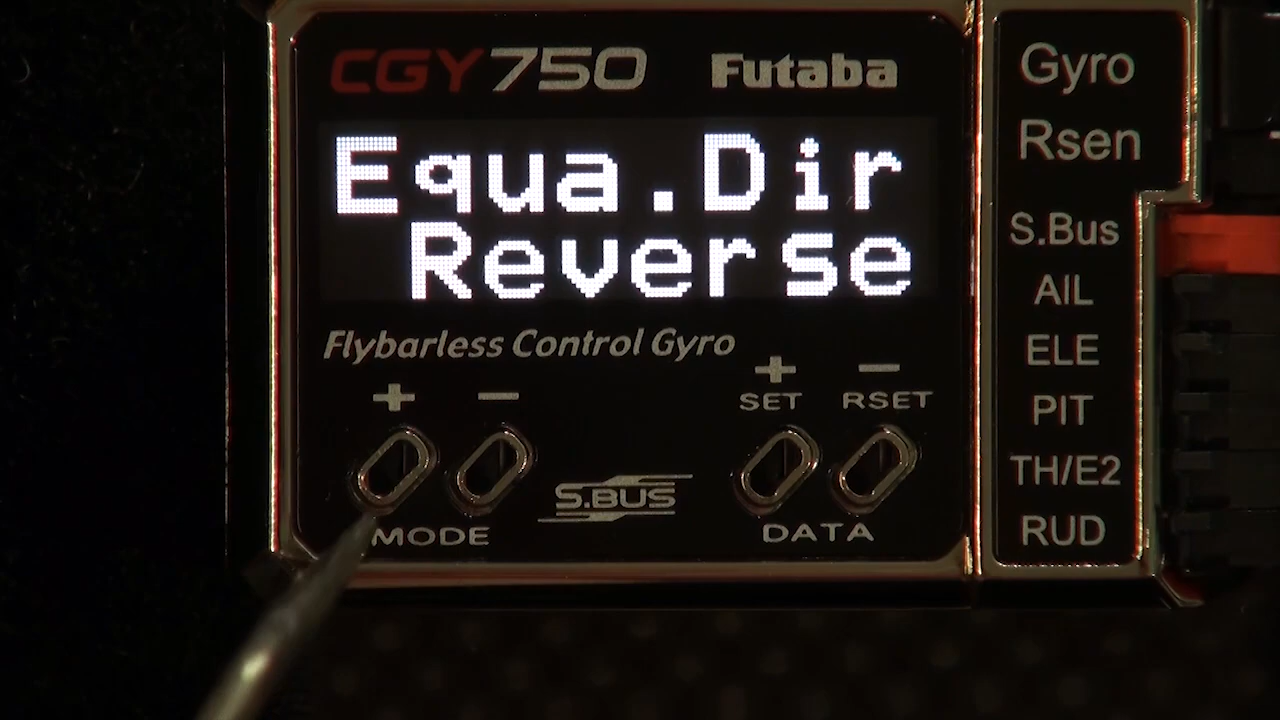 CGY750 Futaba
Equa.Dir
Reverse
Flybarless Control Gyro
+ − + −
SET RSET
S.BUS
MODE DATA
Gyro
Rsen
S.Bus
AIL
ELE
PIT
TH/E2
RUD